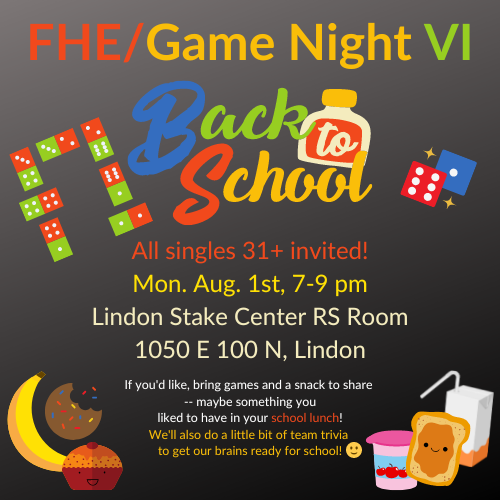 FHE/Game Night VI
Back to
School
All singles 31+ invited!
Mon. Aug. 1st, 7-9 pm
Lindon Stake Center RS Room
1050 E 100 N, Lindon
If you'd like, bring games and a snack to share
-- maybe something you
liked to have in your school lunch!
We'll also do a little bit of team trivia
to get our brains ready for school! 🙂